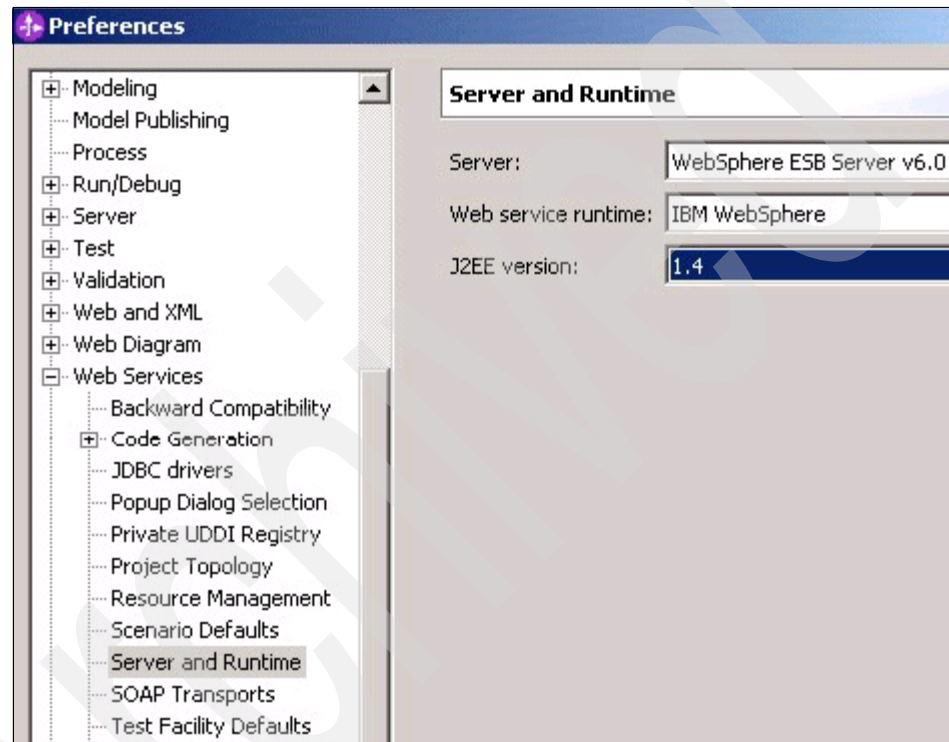 Preferences
Modeling
Model Publishing
Process
Run/Debug
Server
Test
Validation
Web and XML
Web Diagram
Web Services
Backward Compatibility
Code Generation
JDBC drivers
Popup Dialog Selection
Private UDDI Registry
Project Topology
Resource Management
Scenario Defaults
Server and Runtime
SOAP Transports
Test Facility Defaults
Server and Runtime
Server: WebSphere ESB Server v6.0
Web service runtime: IBM WebSphere
J2EE version: 1.4